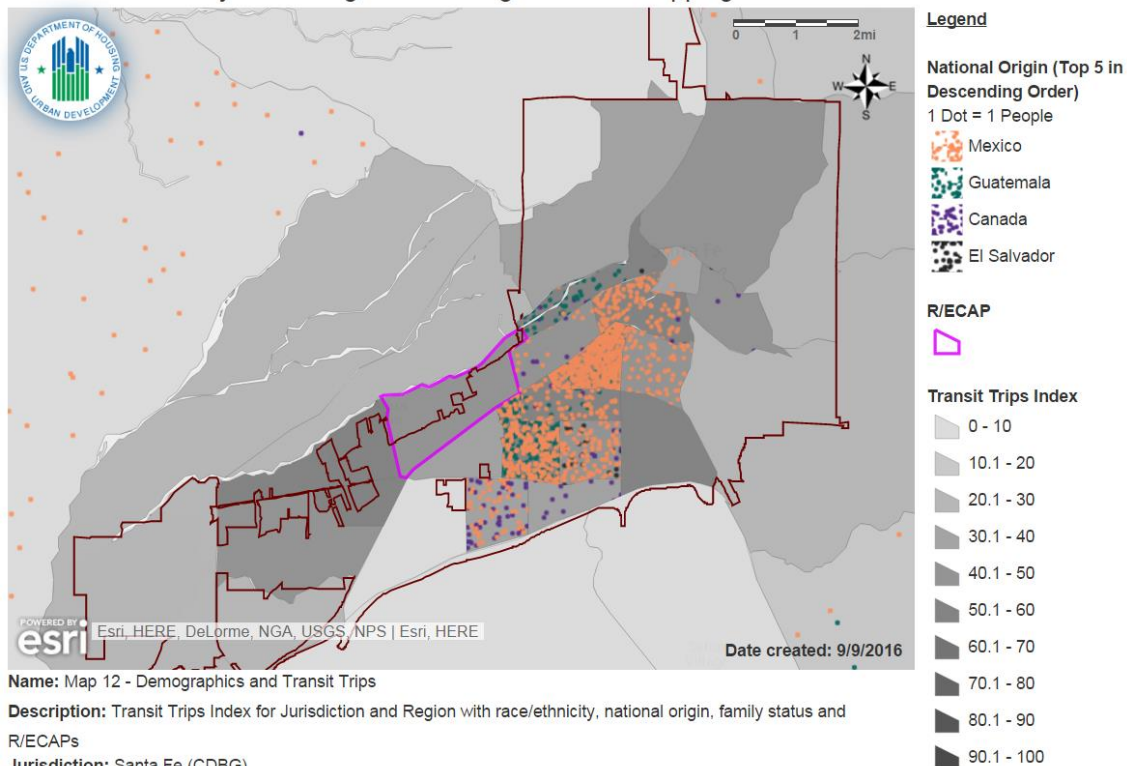 U.S. DEPARTMENT OF HOUSING
AND URBAN DEVELOPMENT
0 1 2mi
N
W E
S
Legend
National Origin (Top 5 in
Descending Order)
1 Dot = 1 People
Mexico
Guatemala
Canada
El Salvador
R/ECAP
Transit Trips Index
0 - 10
10.1 - 20
20.1 - 30
30.1 - 40
40.1 - 50
50.1 - 60
60.1 - 70
70.1 - 80
80.1 - 90
90.1 - 100
POWERED BY
esri
Esri, HERE, DeLorme, NGA, USGS, NPS | Esri, HERE
Date created: 9/9/2016
Name: Map 12 - Demographics and Transit Trips
Description: Transit Trips Index for Jurisdiction and Region with race/ethnicity, national origin, family status and
R/ECAPs
Jurisdiction: Santa Fe (CDBG)